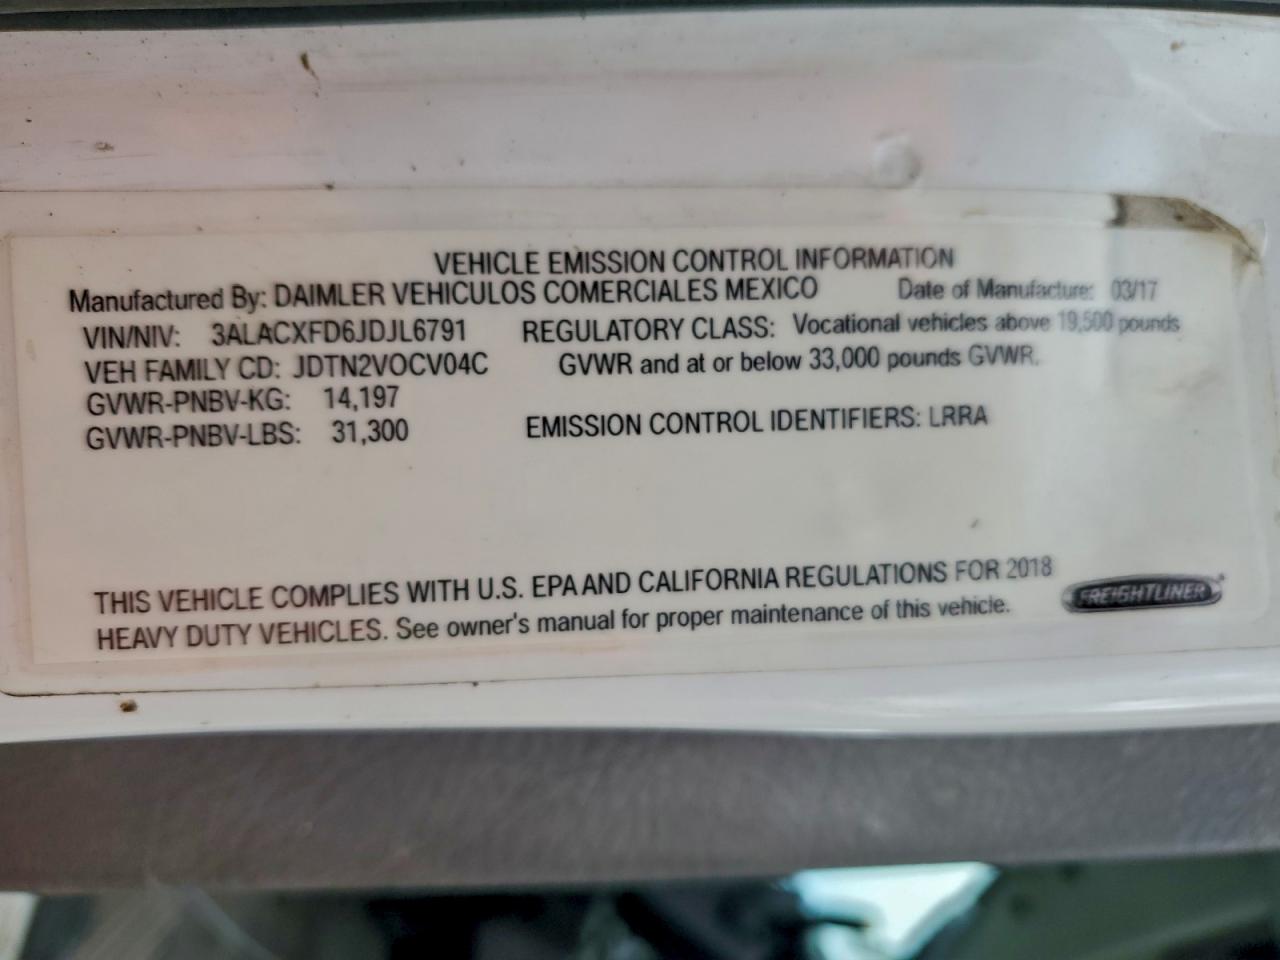 VEHICLE EMISSION CONTROL INFORMATION
Manufactured By: DAIMLER VEHICULOS COMERCIALES MEXICO Date of Manufacture: 03/17
VIN/NIV: 3ALACXFD6JDJL6791 REGULATORY CLASS: Vocational vehicles above 19,500 pounds
VEH FAMILY CD: JDTN2VOCV04C GVWR and at or below 33,000 pounds GVWR.
GVWR-PNBV-KG: 14,197
GVWR-PNBV-LBS: 31,300 EMISSION CONTROL IDENTIFIERS: LRRA
THIS VEHICLE COMPLIES WITH U.S. EPA AND CALIFORNIA REGULATIONS FOR 2018
HEAVY DUTY VEHICLES. See owner's manual for proper maintenance of this vehicle.
FREIGHTLINER